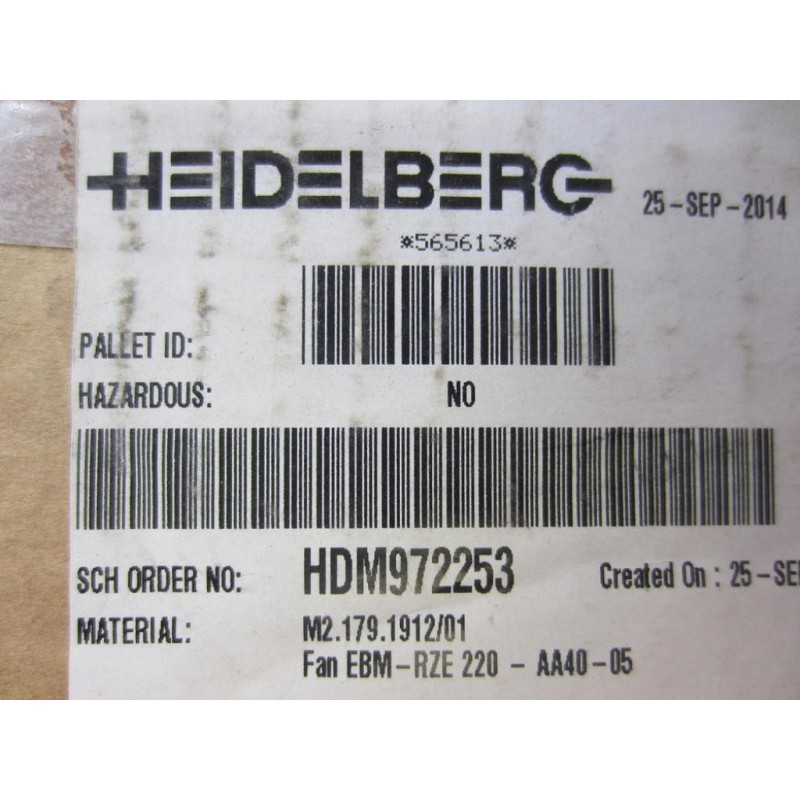 HEIDELBERG
25-SEP-2014
*565613*
PALLET ID:
HAZARDOUS: NO
SCH ORDER NO: HDM972253 Created On : 25-SE
MATERIAL: M2.179.1912/01
Fan EBM-RZE 220 - AA40-05